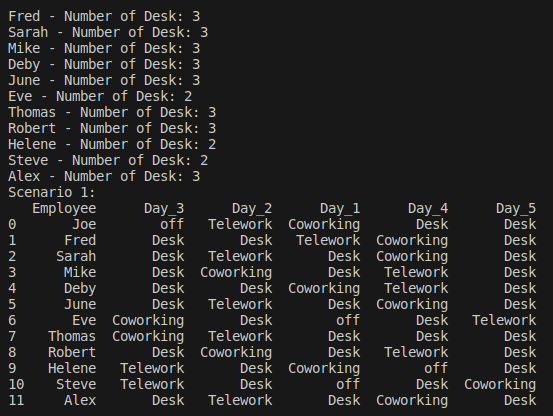 Fred - Number of Desk: 3
Sarah - Number of Desk: 3
Mike - Number of Desk: 3
Deby - Number of Desk: 3
June - Number of Desk: 3
Eve - Number of Desk: 2
Thomas - Number of Desk: 3
Robert - Number of Desk: 3
Helene - Number of Desk: 2
Steve - Number of Desk: 2
Alex - Number of Desk: 3
Scenario 1:
   Employee      Day_3     Day_2      Day_1      Day_4      Day_5
0       Joe        off  Telework  Coworking       Desk       Desk
1      Fred       Desk      Desk   Telework  Coworking       Desk
2     Sarah       Desk  Telework       Desk  Coworking       Desk
3      Mike       Desk Coworking       Desk   Telework       Desk
4      Deby       Desk      Desk  Coworking   Telework       Desk
5      June       Desk  Telework       Desk  Coworking       Desk
6       Eve  Coworking      Desk        off       Desk   Telework
7    Thomas  Coworking  Telework       Desk       Desk       Desk
8    Robert       Desk Coworking       Desk   Telework       Desk
9    Helene   Telework      Desk  Coworking        off       Desk
10    Steve   Telework      Desk        off       Desk  Coworking
11     Alex       Desk  Telework       Desk  Coworking       Desk